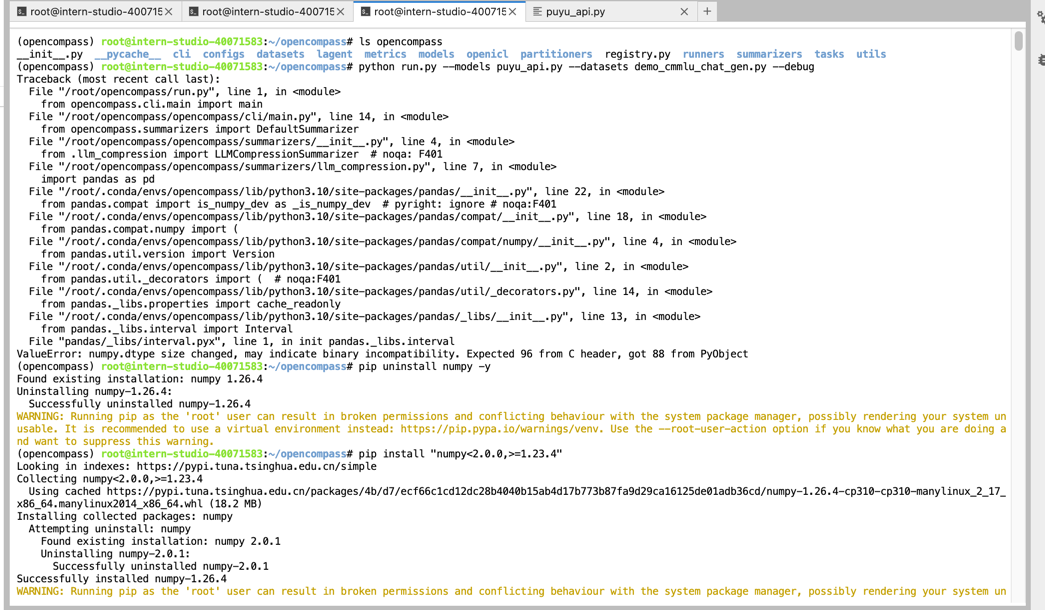 root@intern-studio-400715
root@intern-studio-400715
root@intern-studio-400715
puyu_api.py
(opencompass) root@intern-studio-40071583:~/opencompass# ls opencompass
__init__.py  __pycache__  cli  configs  datasets  lagent  metrics  models  openicl  partitioners  registry.py  runners  summarizers  tasks  utils
(opencompass) root@intern-studio-40071583:~/opencompass# python run.py --models puyu_api.py --datasets demo_cmmlu_chat_gen.py --debug
Traceback (most recent call last):
  File "/root/opencompass/run.py", line 1, in <module>
    from opencompass.cli.main import main
  File "/root/opencompass/opencompass/cli/main.py", line 14, in <module>
    from opencompass.summarizers import DefaultSummarizer
  File "/root/opencompass/opencompass/summarizers/__init__.py", line 4, in <module>
    from .llm_compression import LLMCompressionSummarizer  # noqa: F401
  File "/root/opencompass/opencompass/summarizers/llm_compression.py", line 7, in <module>
    import pandas as pd
  File "/root/.conda/envs/opencompass/lib/python3.10/site-packages/pandas/__init__.py", line 22, in <module>
    from pandas.compat import is_numpy_dev as _is_numpy_dev  # pyright: ignore # noqa:F401
  File "/root/.conda/envs/opencompass/lib/python3.10/site-packages/pandas/compat/__init__.py", line 18, in <module>
    from pandas.compat.numpy import (
  File "/root/.conda/envs/opencompass/lib/python3.10/site-packages/pandas/compat/numpy/__init__.py", line 4, in <module>
    from pandas.util.version import Version
  File "/root/.conda/envs/opencompass/lib/python3.10/site-packages/pandas/util/__init__.py", line 2, in <module>
    from pandas.util._decorators import (  # noqa:F401
  File "/root/.conda/envs/opencompass/lib/python3.10/site-packages/pandas/util/_decorators.py", line 14, in <module>
    from pandas._libs.properties import cache_readonly
  File "/root/.conda/envs/opencompass/lib/python3.10/site-packages/pandas/_libs/__init__.py", line 13, in <module>
    from pandas._libs.interval import Interval
  File "pandas/_libs/interval.pyx", line 1, in init pandas._libs.interval
ValueError: numpy.dtype size changed, may indicate binary incompatibility. Expected 96 from C header, got 88 from PyObject
(opencompass) root@intern-studio-40071583:~/opencompass# pip uninstall numpy -y
Found existing installation: numpy 1.26.4
Uninstalling numpy-1.26.4:
  Successfully uninstalled numpy-1.26.4
WARNING: Running pip as the 'root' user can result in broken permissions and conflicting behaviour with the system package manager, possibly rendering your system un
usable. It is recommended to use a virtual environment instead: https://pip.pypa.io/warnings/venv. Use the --root-user-action option if you know what you are doing a
nd want to suppress this warning.
(opencompass) root@intern-studio-40071583:~/opencompass# pip install "numpy<2.0.0,>=1.23.4"
Looking in indexes: https://pypi.tuna.tsinghua.edu.cn/simple
Collecting numpy<2.0.0,>=1.23.4
  Using cached https://pypi.tuna.tsinghua.edu.cn/packages/4b/d7/ecf66c1cd12dc28b4040b15ab4d17b773b87fa9d29ca16125de01adb36cd/numpy-1.26.4-cp310-cp310-manylinux_2_17_
x86_64.manylinux2014_x86_64.whl (18.2 MB)
Installing collected packages: numpy
  Attempting uninstall: numpy
    Found existing installation: numpy 2.0.1
    Uninstalling numpy-2.0.1:
      Successfully uninstalled numpy-2.0.1
Successfully installed numpy-1.26.4
WARNING: Running pip as the 'root' user can result in broken permissions and conflicting behaviour with the system package manager, possibly rendering your system un